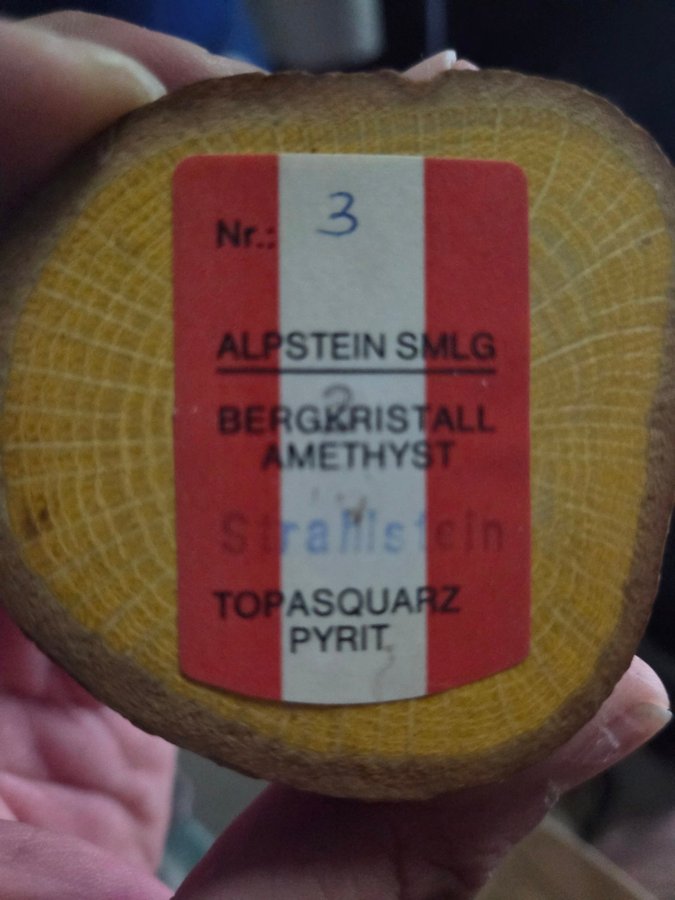 Nr.: 3
ALPSTEIN SMLG
BERGKRISTALL
AMETHYST
Strahlstein
TOPASQUARZ
PYRIT